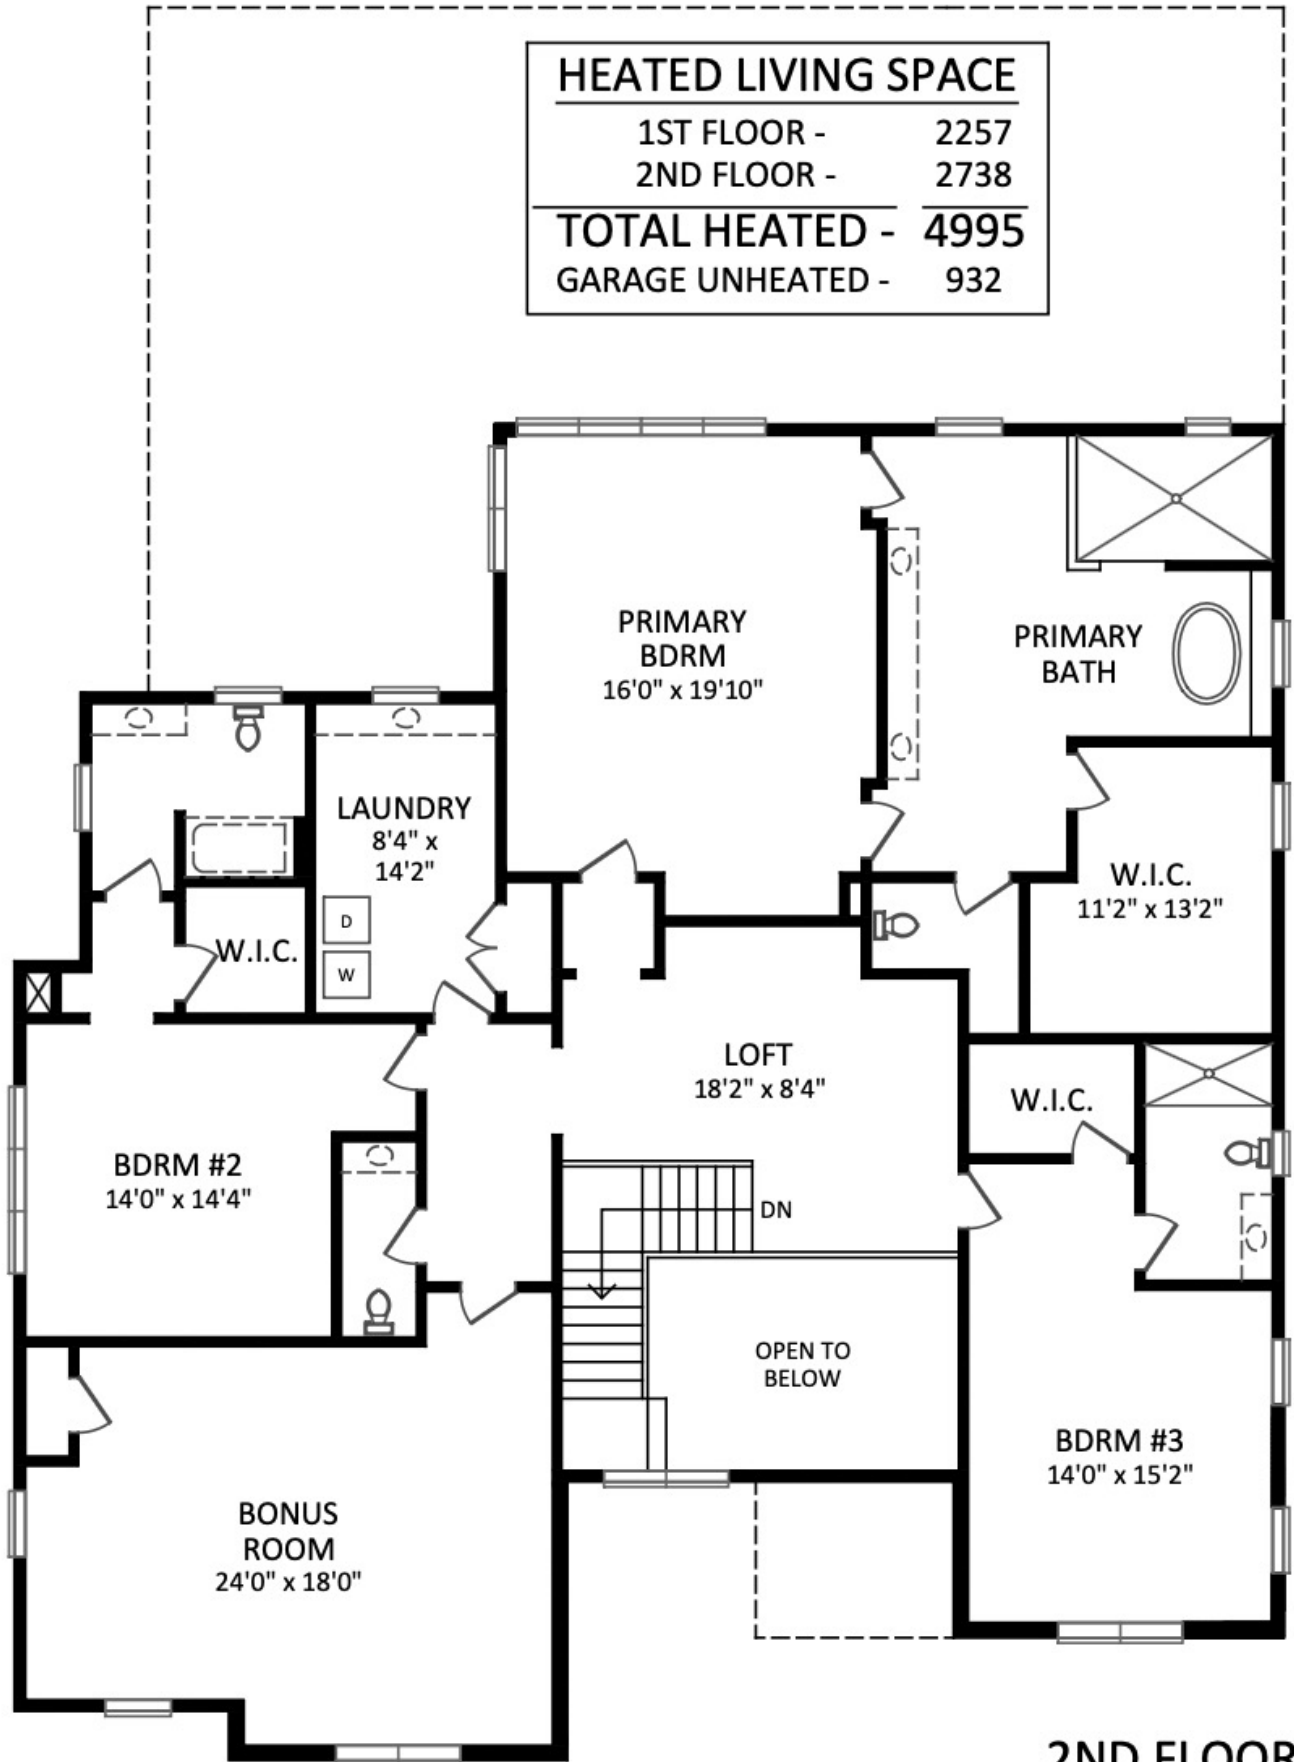 HEATED LIVING SPACE
1ST FLOOR - 2257
2ND FLOOR - 2738
TOTAL HEATED - 4995
GARAGE UNHEATED - 932
PRIMARY
BDRM
16'0" x 19'10"
PRIMARY
BATH
LAUNDRY
8'4" x
14'2"
D
W
W.I.C.
W.I.C.
11'2" x 13'2"
LOFT
18'2" x 8'4"
W.I.C.
BDRM #2
14'0" x 14'4"
DN
OPEN TO
BELOW
BDRM #3
14'0" x 15'2"
BONUS
ROOM
24'0" x 18'0"
2ND FLOOR